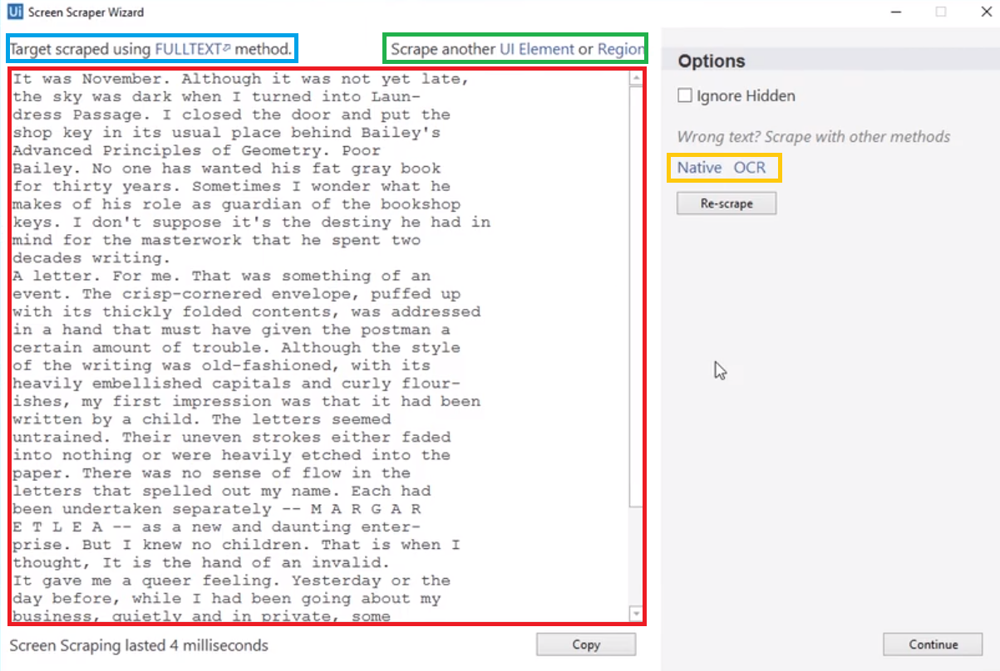 Ui Screen Scraper Wizard
Target scraped using FULLTEXT method.
Scrape another UI Element or Region
It was November. Although it was not yet late,
the sky was dark when I turned into Laun-
dress Passage. I closed the door and put the
shop key in its usual place behind Bailey's
Advanced Principles of Geometry. Poor
Bailey. No one has wanted his fat gray book
for thirty years. Sometimes I wonder what he
makes of his role as guardian of the bookshop
keys. I don't suppose it's the destiny he had in
mind for the masterwork that he spent two
decades writing.
A letter. For me. That was something of an
event. The crisp-cornered envelope, puffed up
with its thickly folded contents, was addressed
in a hand that must have given the postman a
certain amount of trouble. Although the style
of the writing was old-fashioned, with its
heavily embellished capitals and curly flour-
ishes, my first impression was that it had been
written by a child. The letters seemed
untrained. Their uneven strokes either faded
into nothing or were heavily etched into the
paper. There was no sense of flow in the
letters that spelled out my name. Each had
been undertaken separately -- M A R G A R
E T L E A -- as a new and daunting enter-
prise. But I knew no children. That is when I
thought, It is the hand of an invalid.
It gave me a queer feeling. Yesterday or the
day before, while I had been going about my
business, quietly and in private, some
Screen Scraping lasted 4 milliseconds
Copy
Options
Ignore Hidden
Wrong text? Scrape with other methods
Native OCR
Re-scrape
Continue